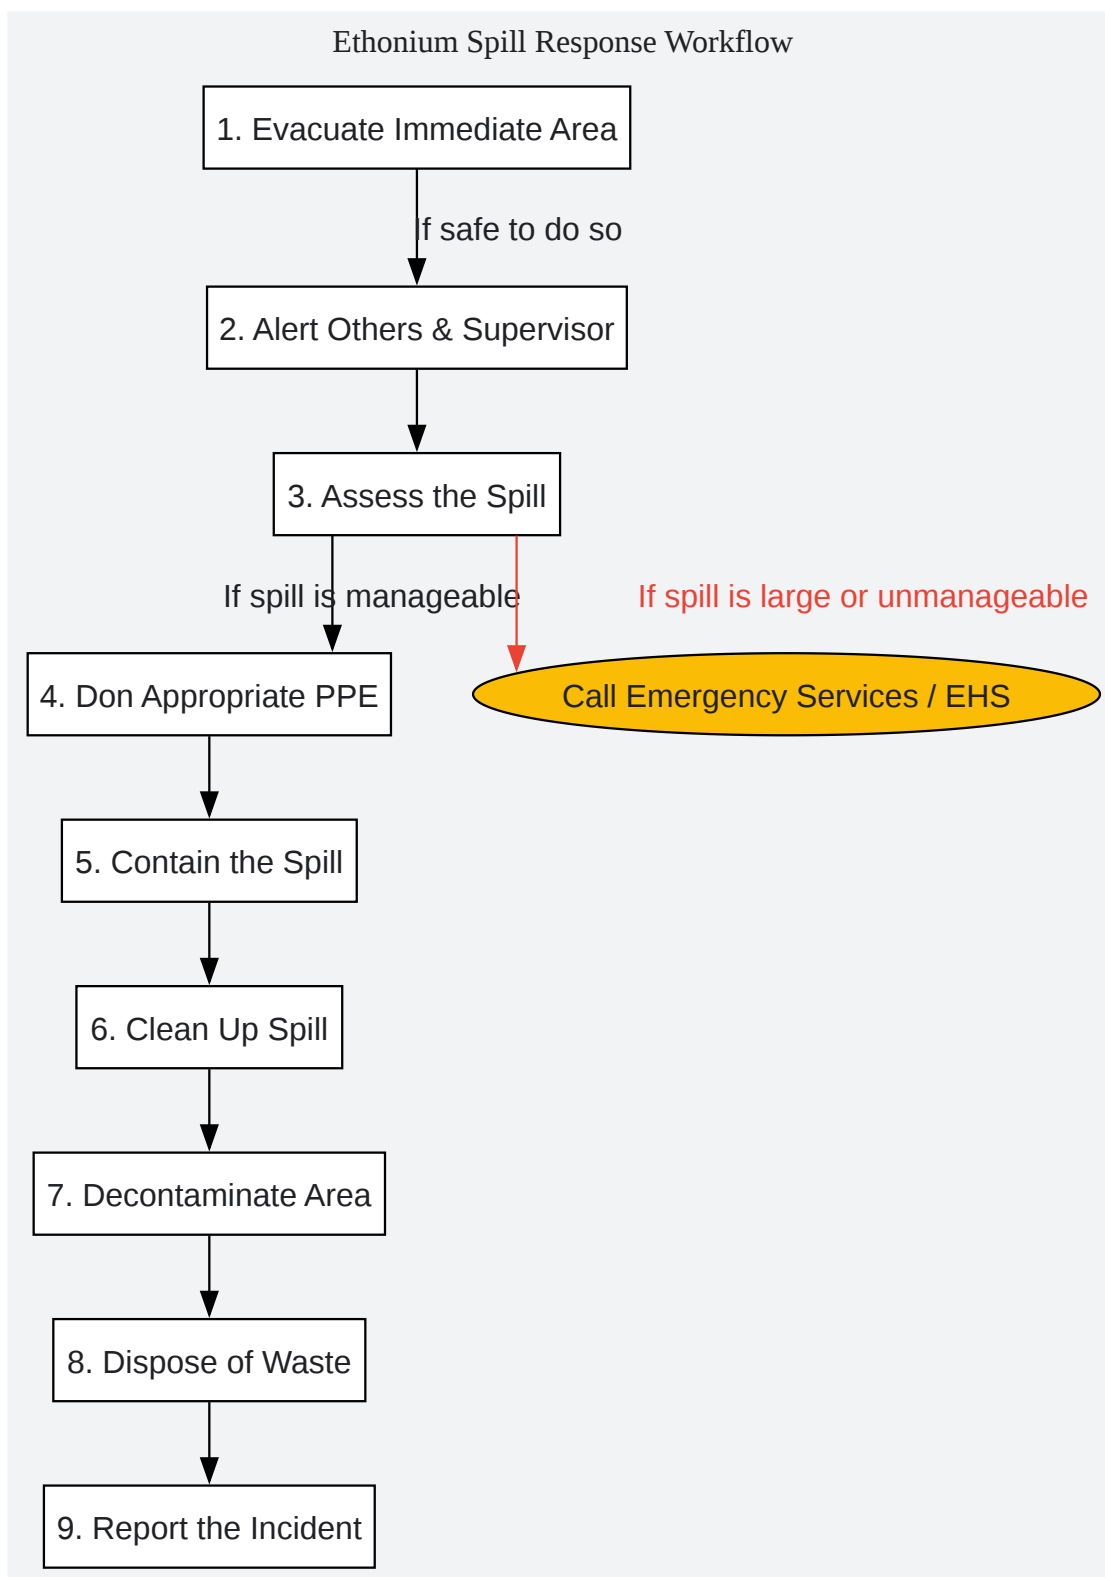 Ethonium Spill Response Workflow
1. Evacuate Immediate Area
If safe to do so
2. Alert Others & Supervisor
3. Assess the Spill
If spill is manageable
If spill is large or unmanageable
4. Don Appropriate PPE
Call Emergency Services / EHS
5. Contain the Spill
6. Clean Up Spill
7. Decontaminate Area
8. Dispose of Waste
9. Report the Incident